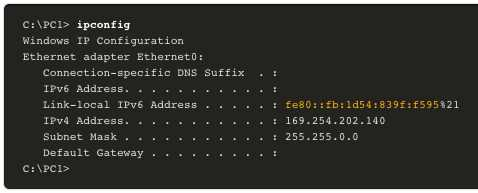 C:\PC1> ipconfig
Windows IP Configuration
Ethernet adapter Ethernet0:
   Connection-specific DNS Suffix  . :
   IPv6 Address. . . . . . . . . . . :
   Link-local IPv6 Address . . . . . : fe80::fb:1d54:839f:f595%21
   IPv4 Address. . . . . . . . . . . : 169.254.202.140
   Subnet Mask . . . . . . . . . . . : 255.255.0.0
   Default Gateway . . . . . . . . . :
C:\PC1>